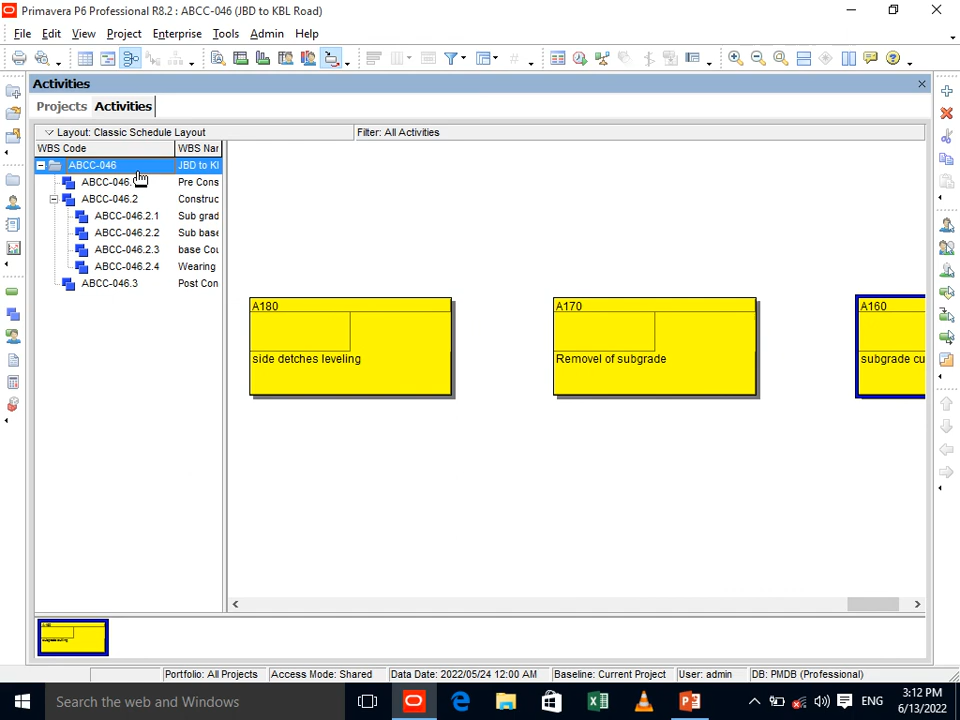 Primavera P6 Professional R8.2 : ABCC-046 (JBD to KBL Road)
File Edit View Project Enterprise Tools Admin Help
Activities
Projects Activities
Layout: Classic Schedule Layout Filter: All Activities
WBS Code WBS Nar
ABCC-046 JBD to KI
ABCC-046. Pre Cons
ABCC-046.2 Construc
ABCC-046.2.1 Sub grad
ABCC-046.2.2 Sub base
ABCC-046.2.3 base Cou
ABCC-046.2.4 Wearing
ABCC-046.3 Post Con
A180 A170 A160
side detches leveling Removel of subgrade subgrade cu
Portfolio: All Projects Access Mode: Shared Data Date: 2022/05/24 12:00 AM Baseline: Current Project User: admin DB: PMDB (Professional)
Search the web and Windows ENG 3:12 PM
6/13/2022